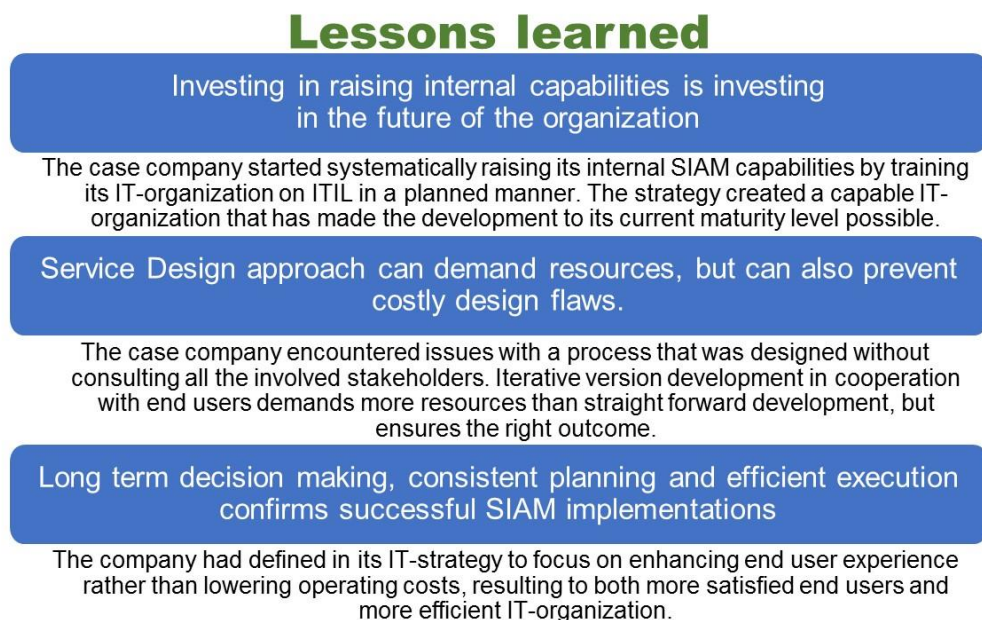 Lessons learned
Investing in raising internal capabilities is investing
in the future of the organization
The case company started systematically raising its internal SIAM capabilities by training
its IT-organization on ITIL in a planned manner. The strategy created a capable IT-
organization that has made the development to its current maturity level possible.
Service Design approach can demand resources, but can also prevent
costly design flaws.
The case company encountered issues with a process that was designed without
consulting all the involved stakeholders. Iterative version development in cooperation
with end users demands more resources than straight forward development, but
ensures the right outcome.
Long term decision making, consistent planning and efficient execution
confirms successful SIAM implementations
The company had defined in its IT-strategy to focus on enhancing end user experience
rather than lowering operating costs, resulting to both more satisfied end users and
more efficient IT-organization.